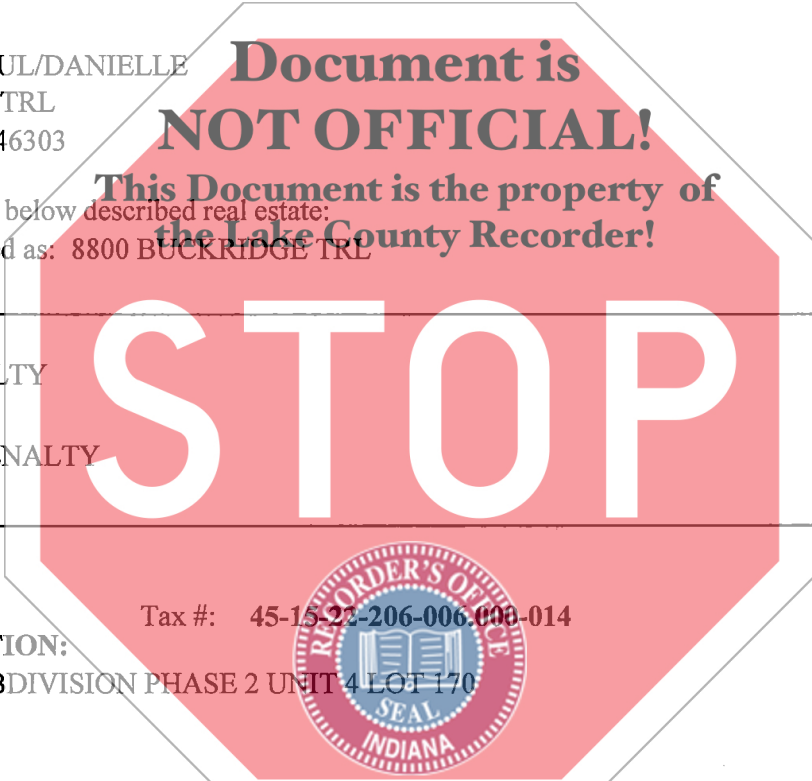 UL/DANIELLE
Document is
TRL
NOT OFFICIAL!
46303
This Document is the property of
below described real estate:
the Lake County Recorder!
d as: 8800 BUCKRIDGE TRL
STOP
LTY
NALTY
RECORDER'S OFFICE
Tax #: 45-15-22-206-006.000-014
TION:
BDIVISION PHASE 2 UNIT 4 LOT 170
SEAL
INDIANA